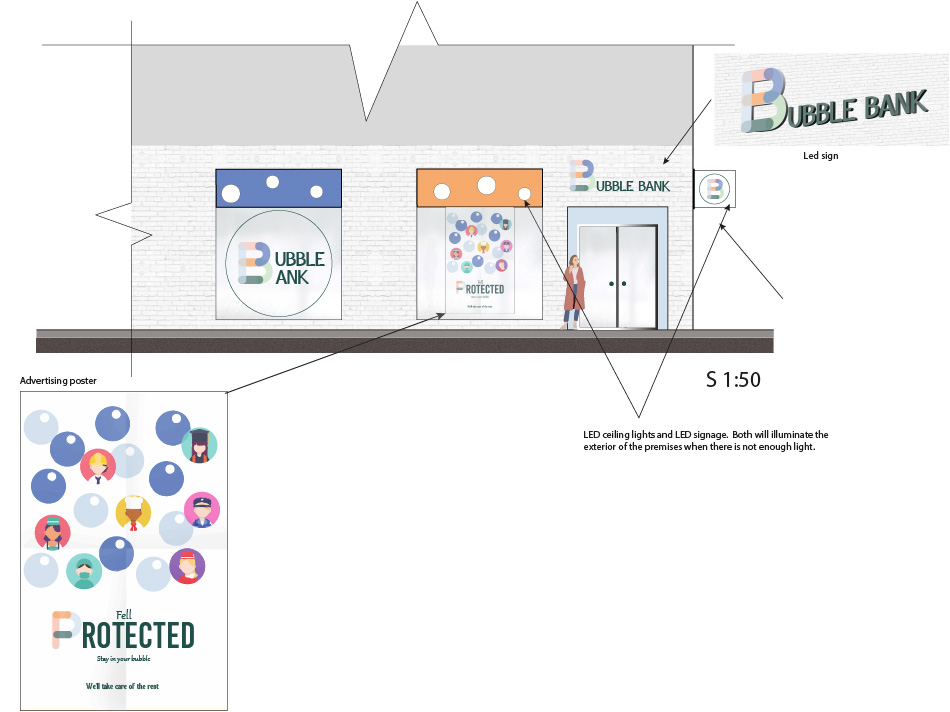 BUBBLE BANK
Led sign
BUBBLE BANK
B
BUBBLE
BANK
Fell
PROTECTED
S 1:50
Advertising poster
LED ceiling lights and LED signage. Both will illuminate the
exterior of the premises when there is not enough light.
Fell
PROTECTED
Stay in your bubble
We'll take care of the rest